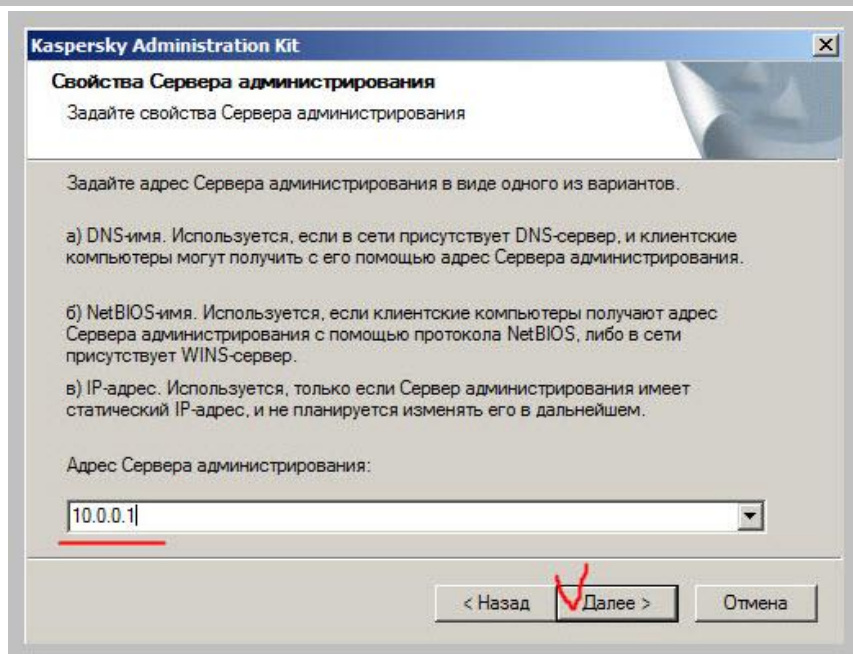 Kaspersky Administration Kit
Свойства Сервера администрирования
Задайте свойства Сервера администрирования
Задайте адрес Сервера администрирования в виде одного из вариантов.
а) DNS-имя. Используется, если в сети присутствует DNS-сервер, и клиентские
компьютеры могут получить с его помощью адрес Сервера администрирования.
б) NetBIOS-имя. Используется, если клиентские компьютеры получают адрес
Сервера администрирования с помощью протокола NetBIOS, либо в сети
присутствует WINS-сервер.
в) IP-адрес. Используется, только если Сервер администрирования имеет
статический IP-адрес, и не планируется изменять его в дальнейшем.
Адрес Сервера администрирования:
10.0.0.1
< Назад
Далее >
Отмена